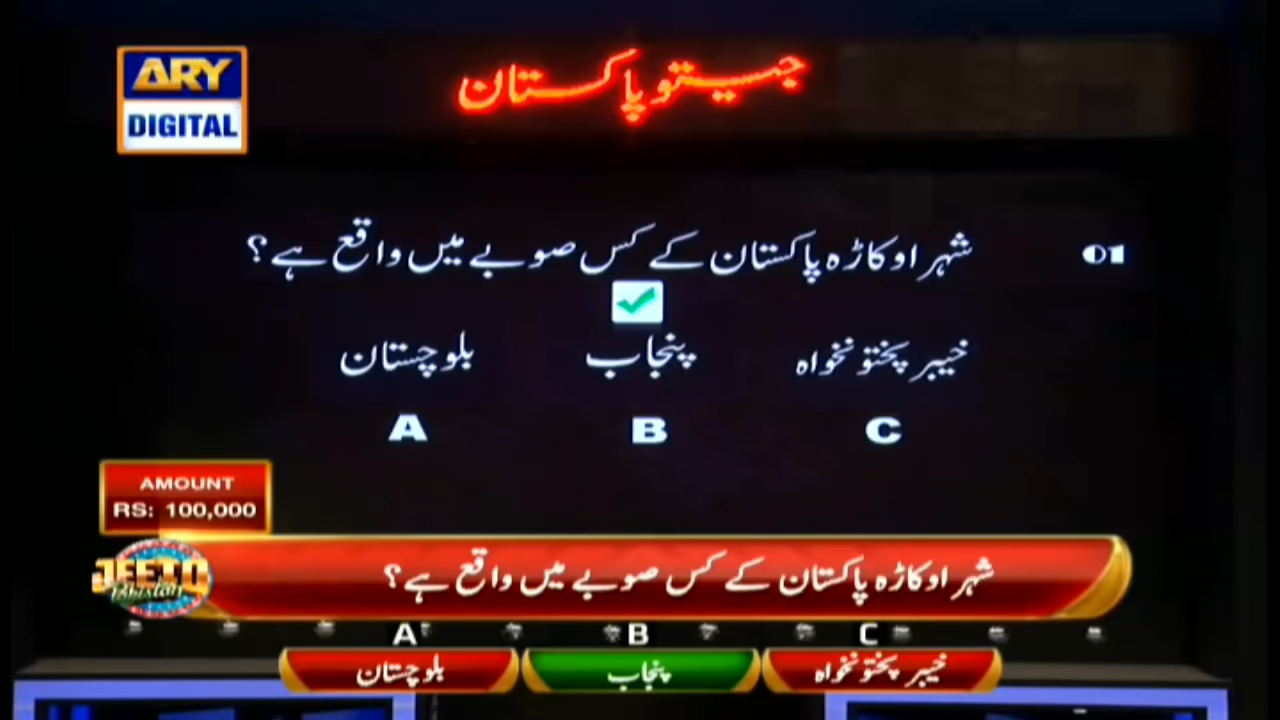 ARY
DIGITAL
جیتو پاکستان
01 شہر اوکاڑہ پاکستان کے کس صوبے میں واقع ہے؟
بلوچستان پنجاب خیبر پختونخواہ
A B C
AMOUNT
RS: 100,000
JEETO
Pakistan
شہر اوکاڑہ پاکستان کے کس صوبے میں واقع ہے؟
A B C
بلوچستان پنجاب خیبر پختونخواہ